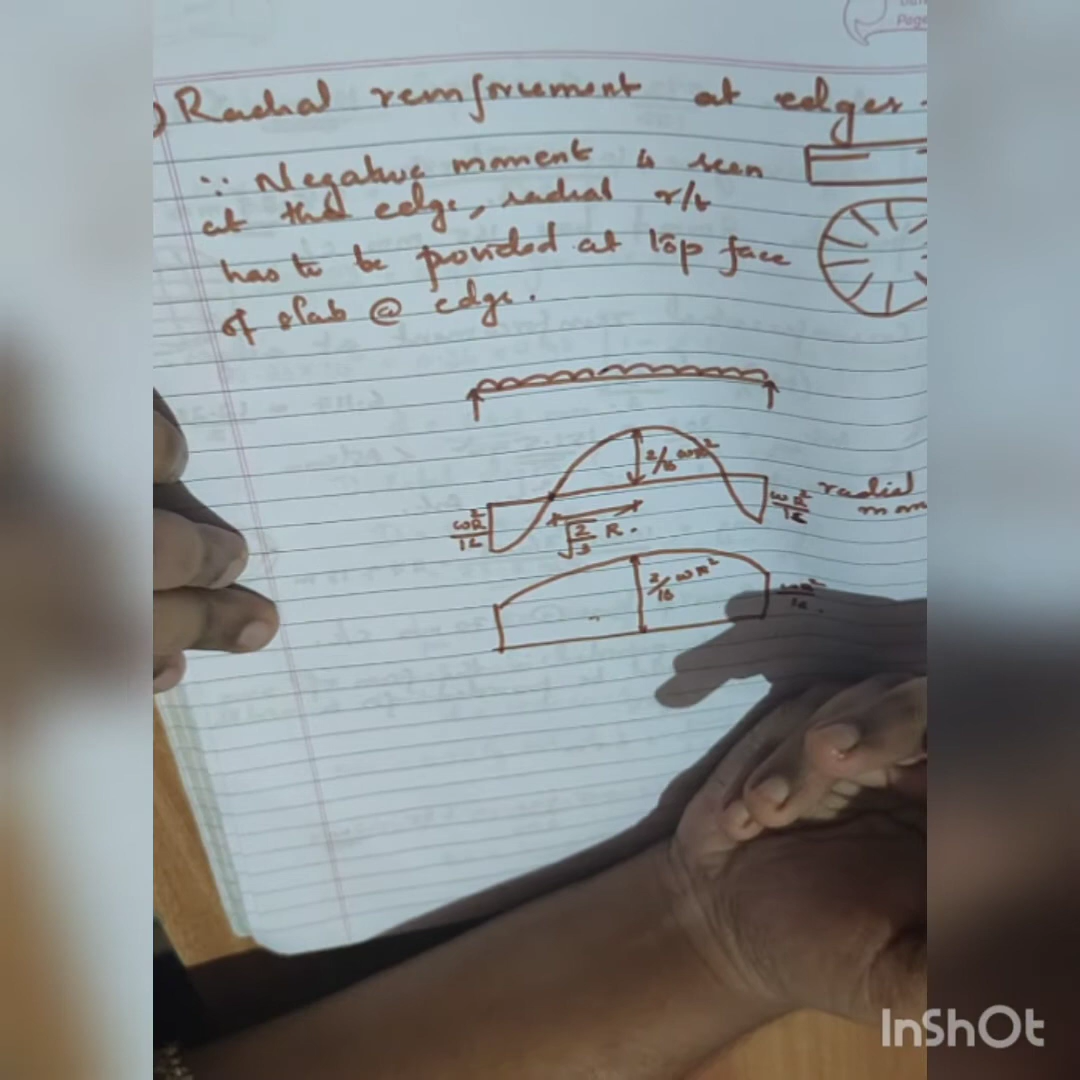 Page
) Radial reinforcement at edges.
∴ Negative moment is seen
at the edge, radial r/t
has to be provided at top face
of slab @ edge.
2/16 wR²
wR²/12
wR²/12
radial
mom
√2/3 R.
2/16 wR²
wR²/12
InShOt